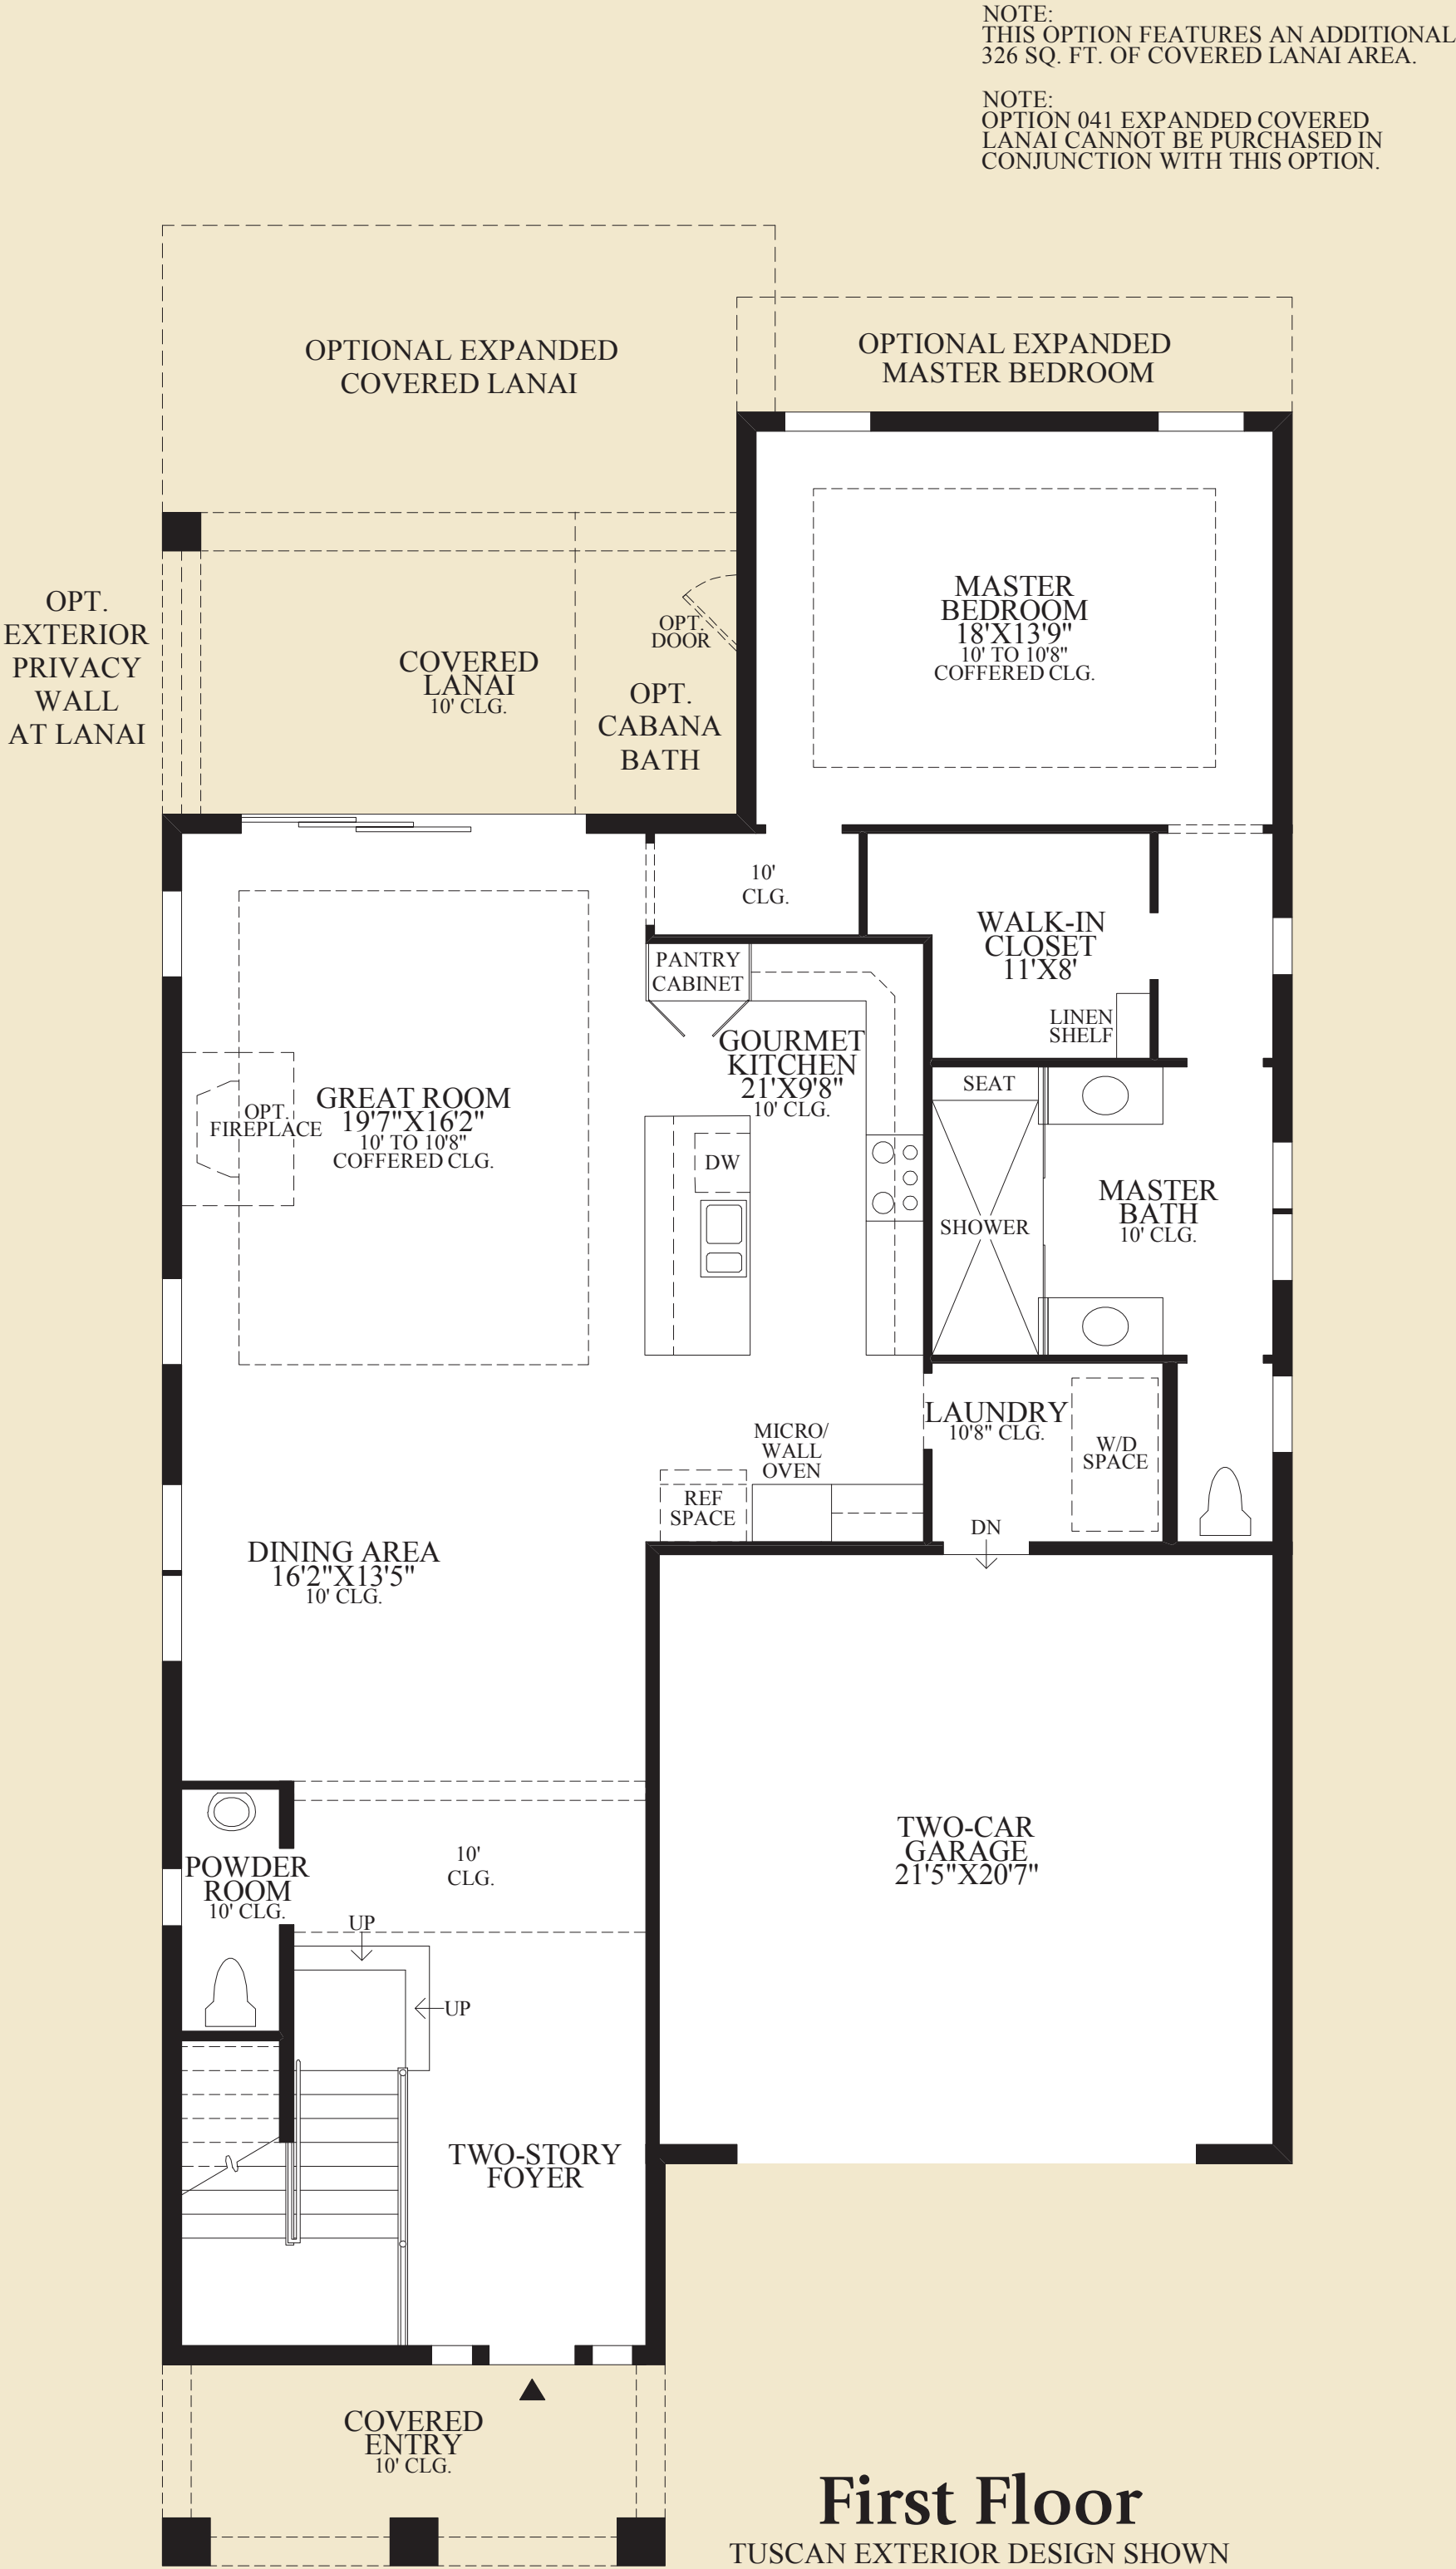 NOTE:
THIS OPTION FEATURES AN ADDITIONAL
326 SQ. FT. OF COVERED LANAI AREA.
NOTE:
OPTION 041 EXPANDED COVERED
LANAI CANNOT BE PURCHASED IN
CONJUNCTION WITH THIS OPTION.
OPTIONAL EXPANDED
COVERED LANAI
OPTIONAL EXPANDED
MASTER BEDROOM
OPT.
EXTERIOR
PRIVACY
WALL
AT LANAI
COVERED
LANAI
10' CLG.
OPT.
DOOR
OPT.
CABANA
BATH
MASTER
BEDROOM
18'X13'9"
10' TO 10'8"
COFFERED CLG.
10'
CLG.
WALK-IN
CLOSET
11'X8'
LINEN
SHELF
PANTRY
CABINET
GOURMET
KITCHEN
21'X9'8"
10' CLG.
OPT.
FIREPLACE
GREAT ROOM
19'7"X16'2"
10' TO 10'8"
COFFERED CLG.
DW
SEAT
SHOWER
MASTER
BATH
10' CLG.
LAUNDRY
10'8" CLG.
W/D
SPACE
MICRO/
WALL
OVEN
REF
SPACE
DN
DINING AREA
16'2"X13'5"
10' CLG.
POWDER
ROOM
10' CLG.
10'
CLG.
UP
UP
TWO-CAR
GARAGE
21'5"X20'7"
TWO-STORY
FOYER
COVERED
ENTRY
10' CLG.
First Floor
TUSCAN EXTERIOR DESIGN SHOWN